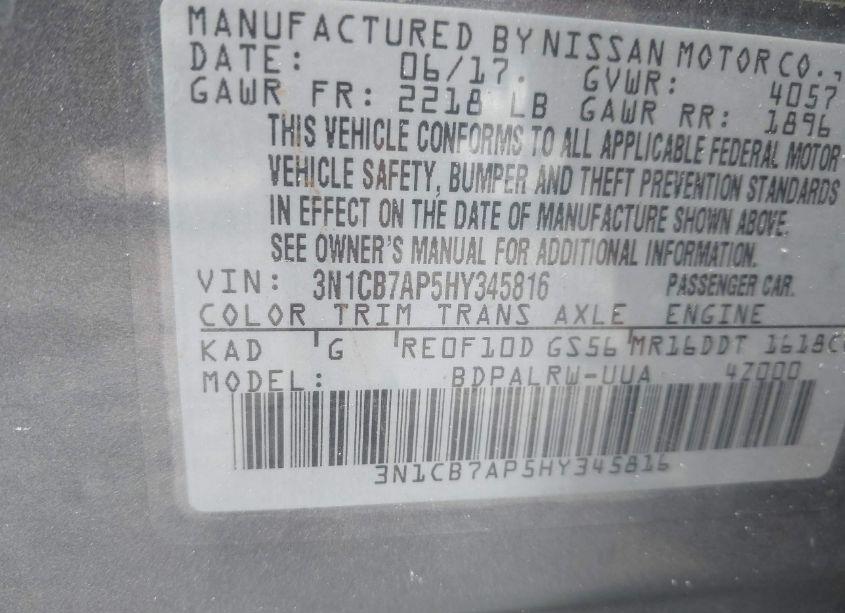 MANUFACTURED BY NISSAN MOTOR CO.,
DATE: 06/17. GVWR: 4057
GAWR FR: 2218 LB GAWR RR: 1896
THIS VEHICLE CONFORMS TO ALL APPLICABLE FEDERAL MOTOR
VEHICLE SAFETY, BUMPER AND THEFT PREVENTION STANDARDS
IN EFFECT ON THE DATE OF MANUFACTURE SHOWN ABOVE.
SEE OWNER'S MANUAL FOR ADDITIONAL INFORMATION.
VIN: 3N1CB7AP5HY345816 PASSENGER CAR.
COLOR TRIM TRANS AXLE ENGINE
KAD G RE0F10D GS56 MR16DDT 1618C
MODEL: BDPALRW-UUA 4Z000
3N1CB7AP5HY345816